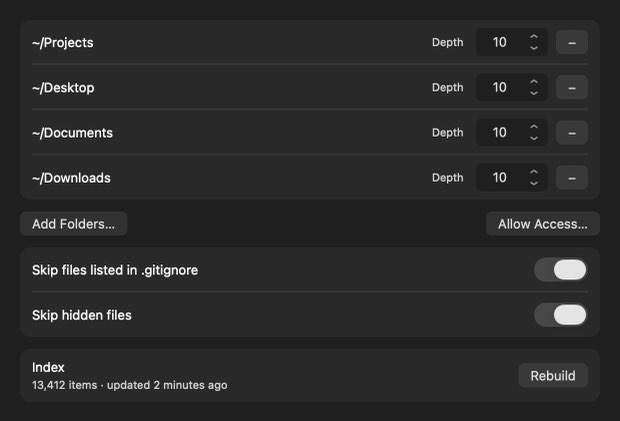 ~/Projects Depth 10 –
~/Desktop Depth 10 –
~/Documents Depth 10 –
~/Downloads Depth 10 –
Add Folders... Allow Access...
Skip files listed in .gitignore
Skip hidden files
Index
13,412 items · updated 2 minutes ago
Rebuild